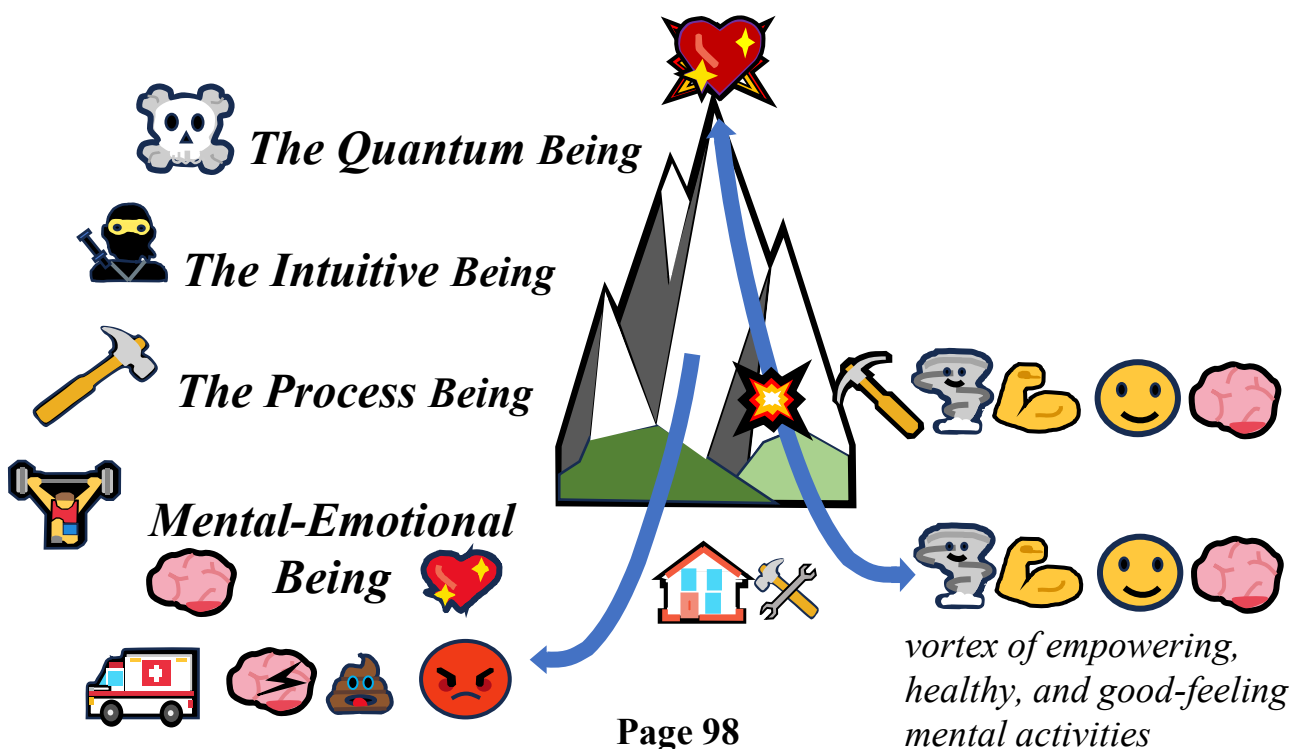 The Quantum Being
The Intuitive Being
The Process Being
Mental-Emotional
Being
vortex of empowering,
healthy, and good-feeling
mental activities
Page 98